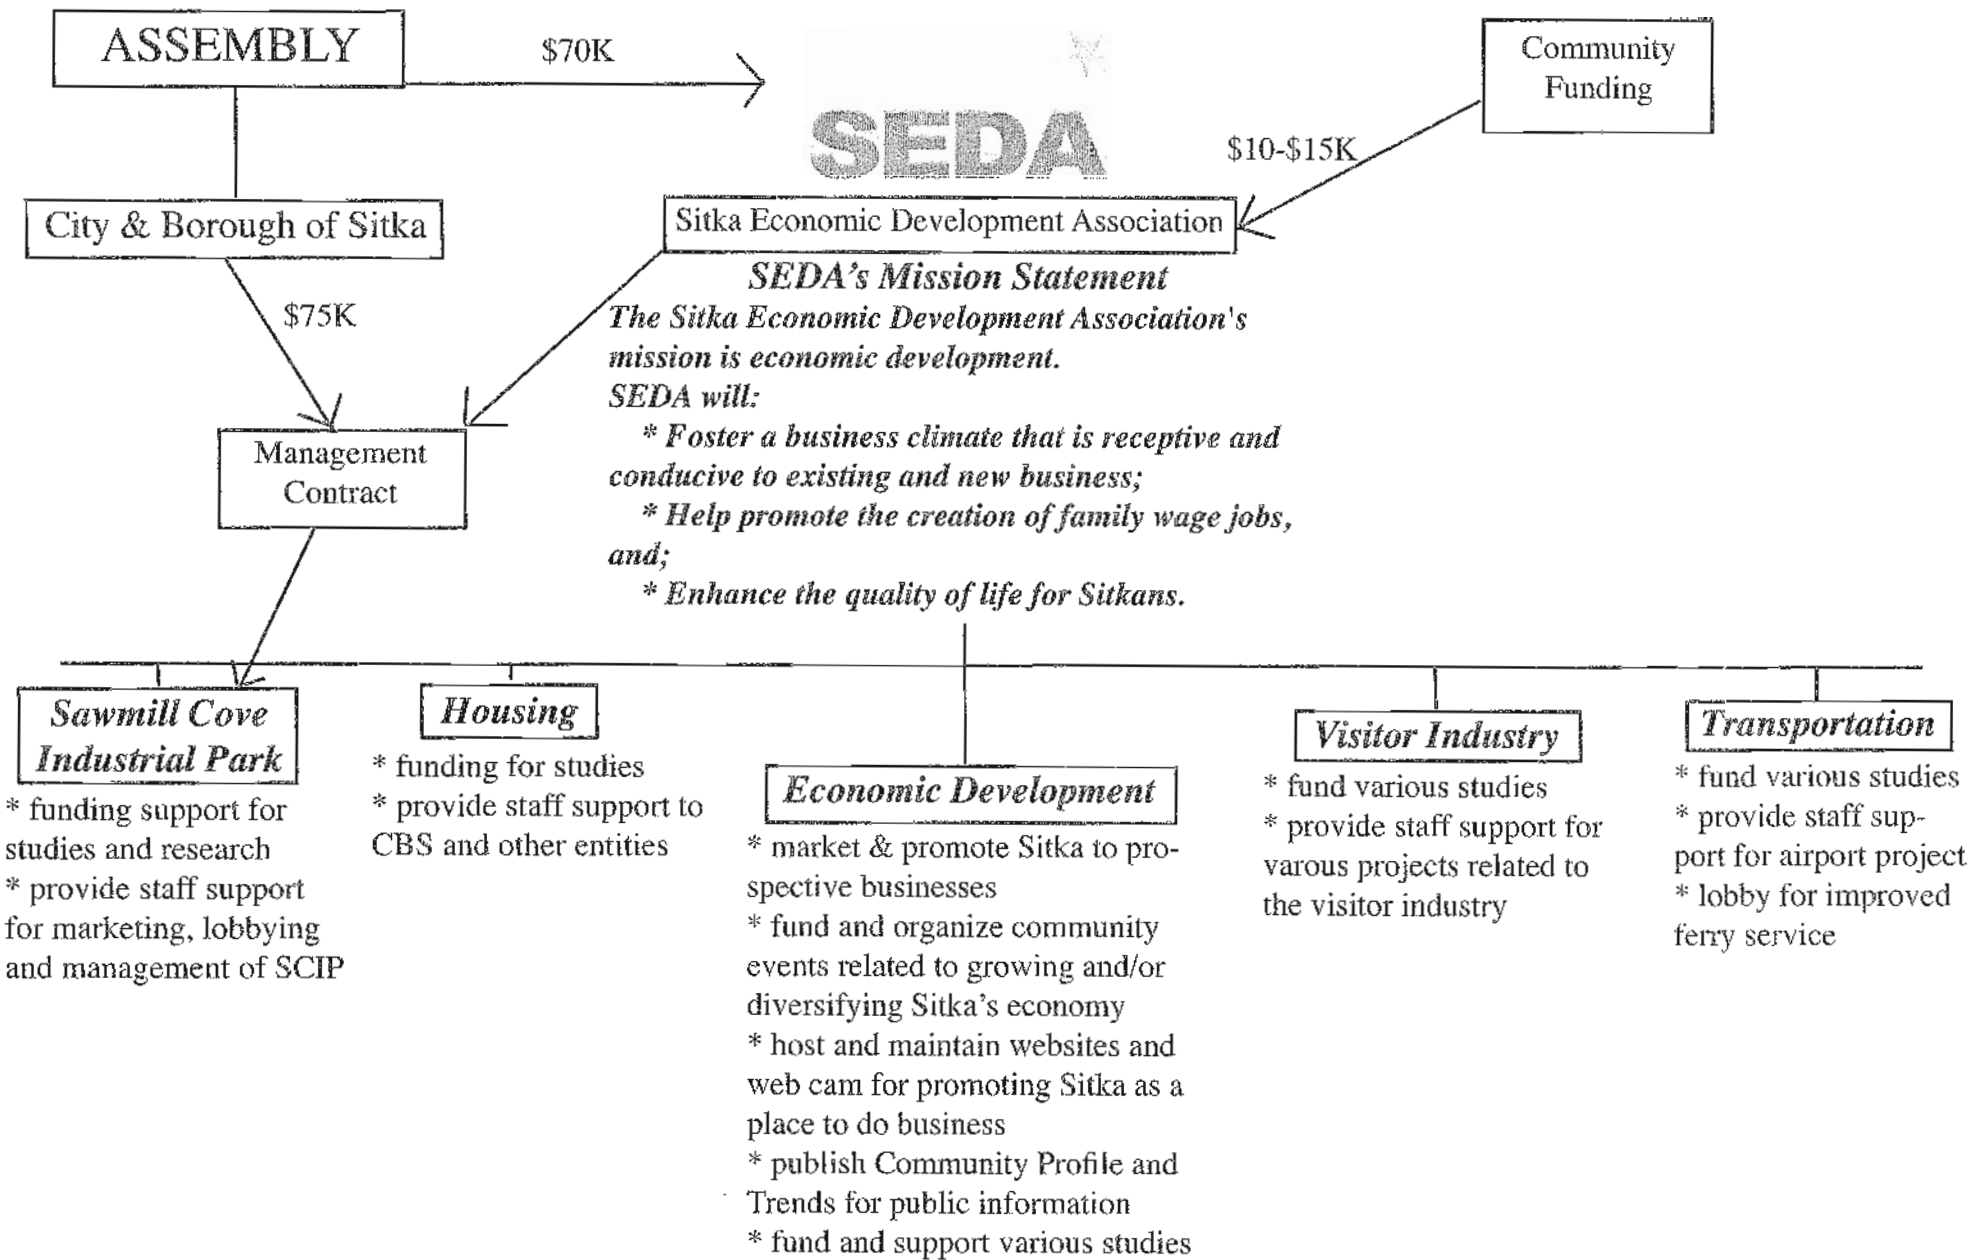 ASSEMBLY
$70K
Community
Funding
SEDA
$10-$15K
City & Borough of Sitka
Sitka Economic Development Association
SEDA's Mission Statement
The Sitka Economic Development Association's
mission is economic development.
SEDA will:
* Foster a business climate that is receptive and
conducive to existing and new business;
* Help promote the creation of family wage jobs,
and;
* Enhance the quality of life for Sitkans.
$75K
Management
Contract
Sawmill Cove
Industrial Park
* funding support for
studies and research
* provide staff support
for marketing, lobbying
and management of SCIP
Housing
* funding for studies
* provide staff support to
CBS and other entities
Economic Development
* market & promote Sitka to pro-
spective businesses
* fund and organize community
events related to growing and/or
diversifying Sitka's economy
* host and maintain websites and
web cam for promoting Sitka as a
place to do business
* publish Community Profile and
Trends for public information
* fund and support various studies
Visitor Industry
* fund various studies
* provide staff support for
varous projects related to
the visitor industry
Transportation
* fund various studies
* provide staff sup-
port for airport project
* lobby for improved
ferry service